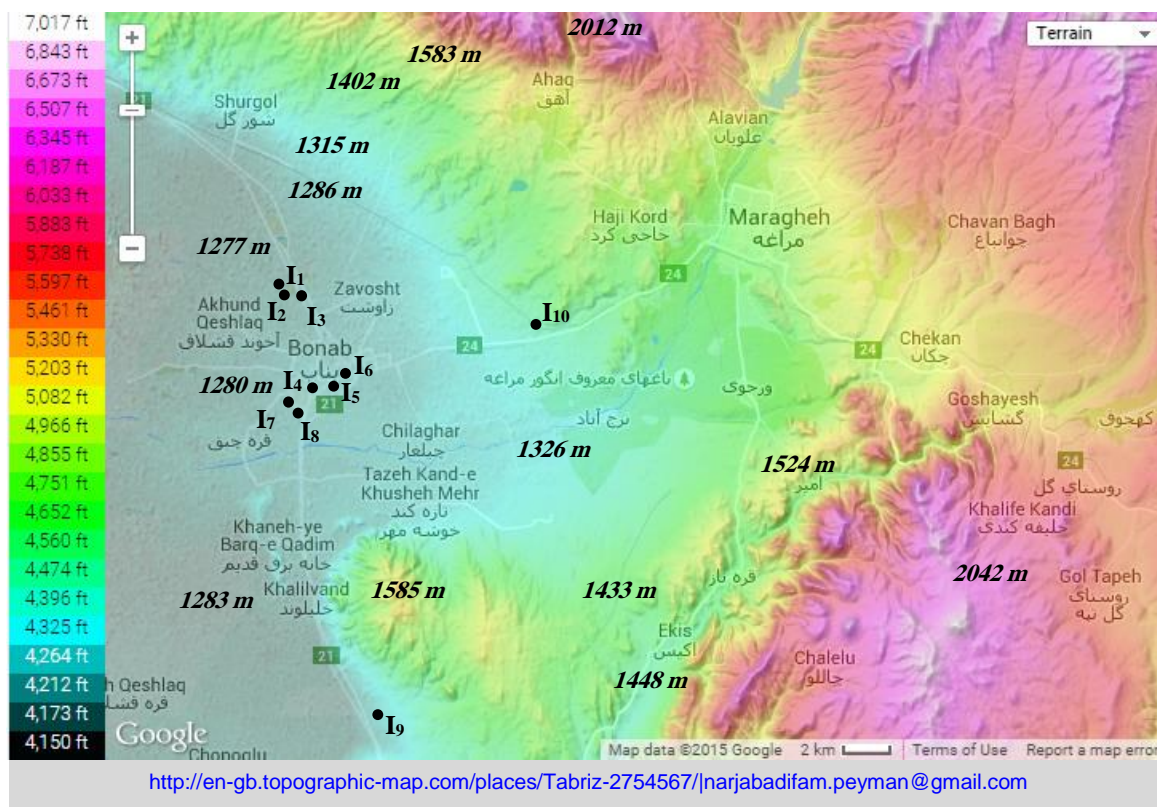 7,017 ft
6,843 ft
6,673 ft
6,507 ft
6,345 ft
6,187 ft
6,033 ft
5,883 ft
5,738 ft
5,597 ft
5,461 ft
5,330 ft
5,203 ft
5,082 ft
4,966 ft
4,855 ft
4,751 ft
4,652 ft
4,560 ft
4,474 ft
4,396 ft
4,325 ft
4,264 ft
4,212 ft
4,173 ft
4,150 ft
+
−
Terrain
2012 m
1583 m
1402 m
Ahaq
آهق
21
Shurgol
شور گل
Alavian
علویان
1315 m
1286 m
Haji Kord
حاجی کرد
Maragheh
مراغه
Chavan Bagh
جوانباغ
1277 m
24
I1
I2
I3
Zavosht
زاوشت
Akhund
Qeshlaq
آخوند قشلاق
I10
Bonab
بناب
24
24
Chekan
چکان
I6
1280 m
I4
I5
باغهای معروف انگور مراغه
ورجوی
21
I7
I8
Goshayesh
گشایش
کهجوق
قره چبق
Chilaghar
چیلغار
برج آباد
1326 m
1524 m
امیر
24
روستای گل
Tazeh Kand-e
Khusheh Mehr
تازه کند
خوشه مهر
Khalife Kandi
خلیفه کندی
Khaneh-ye
Barq-e Qadim
خانه برق قدیم
2042 m
Gol Tapeh
روستای
گل تپه
1283 m
Khalilvand
خلیلوند
1585 m
1433 m
قره ناز
Ekis
اکیس
21
Chalelu
چاللو
1448 m
h Qeshlaq
قره قشلا
I9
Google
Chopoglu
Map data ©2015 Google
2 km
Terms of Use
Report a map error
http://en-gb.topographic-map.com/places/Tabriz-2754567/|narjabadifam.peyman@gmail.com